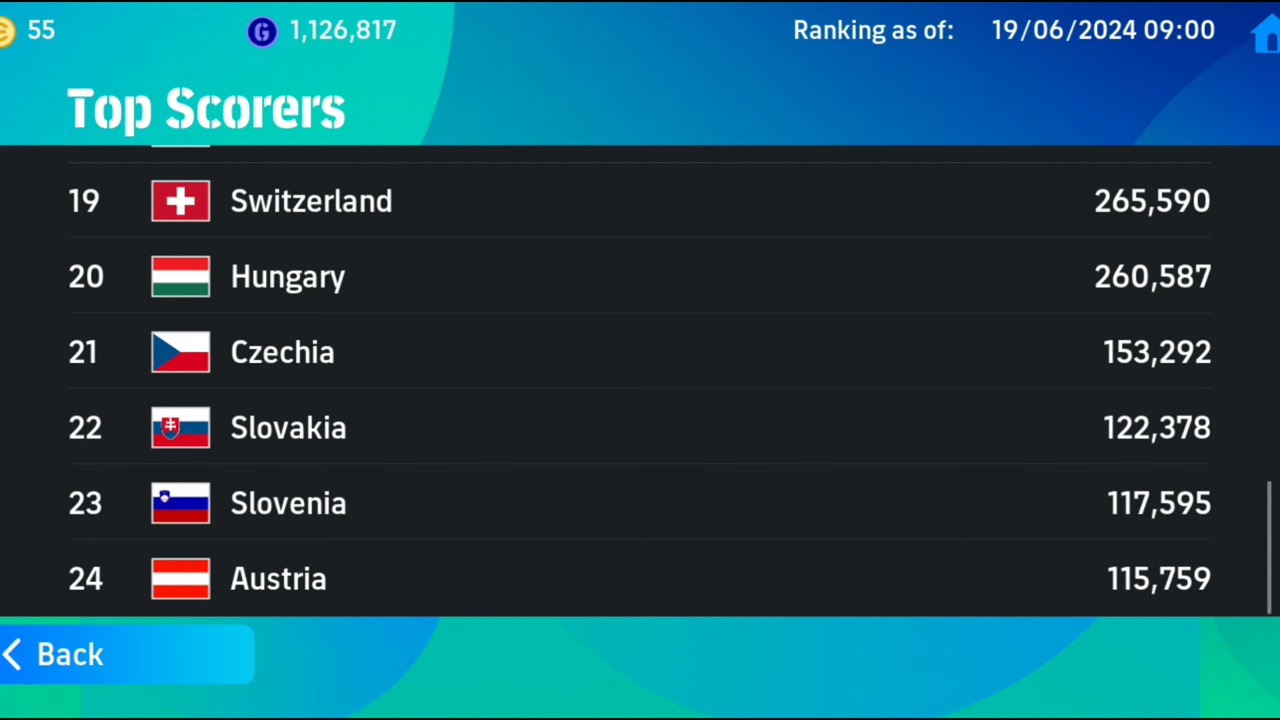 55 G 1,126,817 Ranking as of: 19/06/2024 09:00
Top Scorers
19 Switzerland 265,590
20 Hungary 260,587
21 Czechia 153,292
22 Slovakia 122,378
23 Slovenia 117,595
24 Austria 115,759
Back